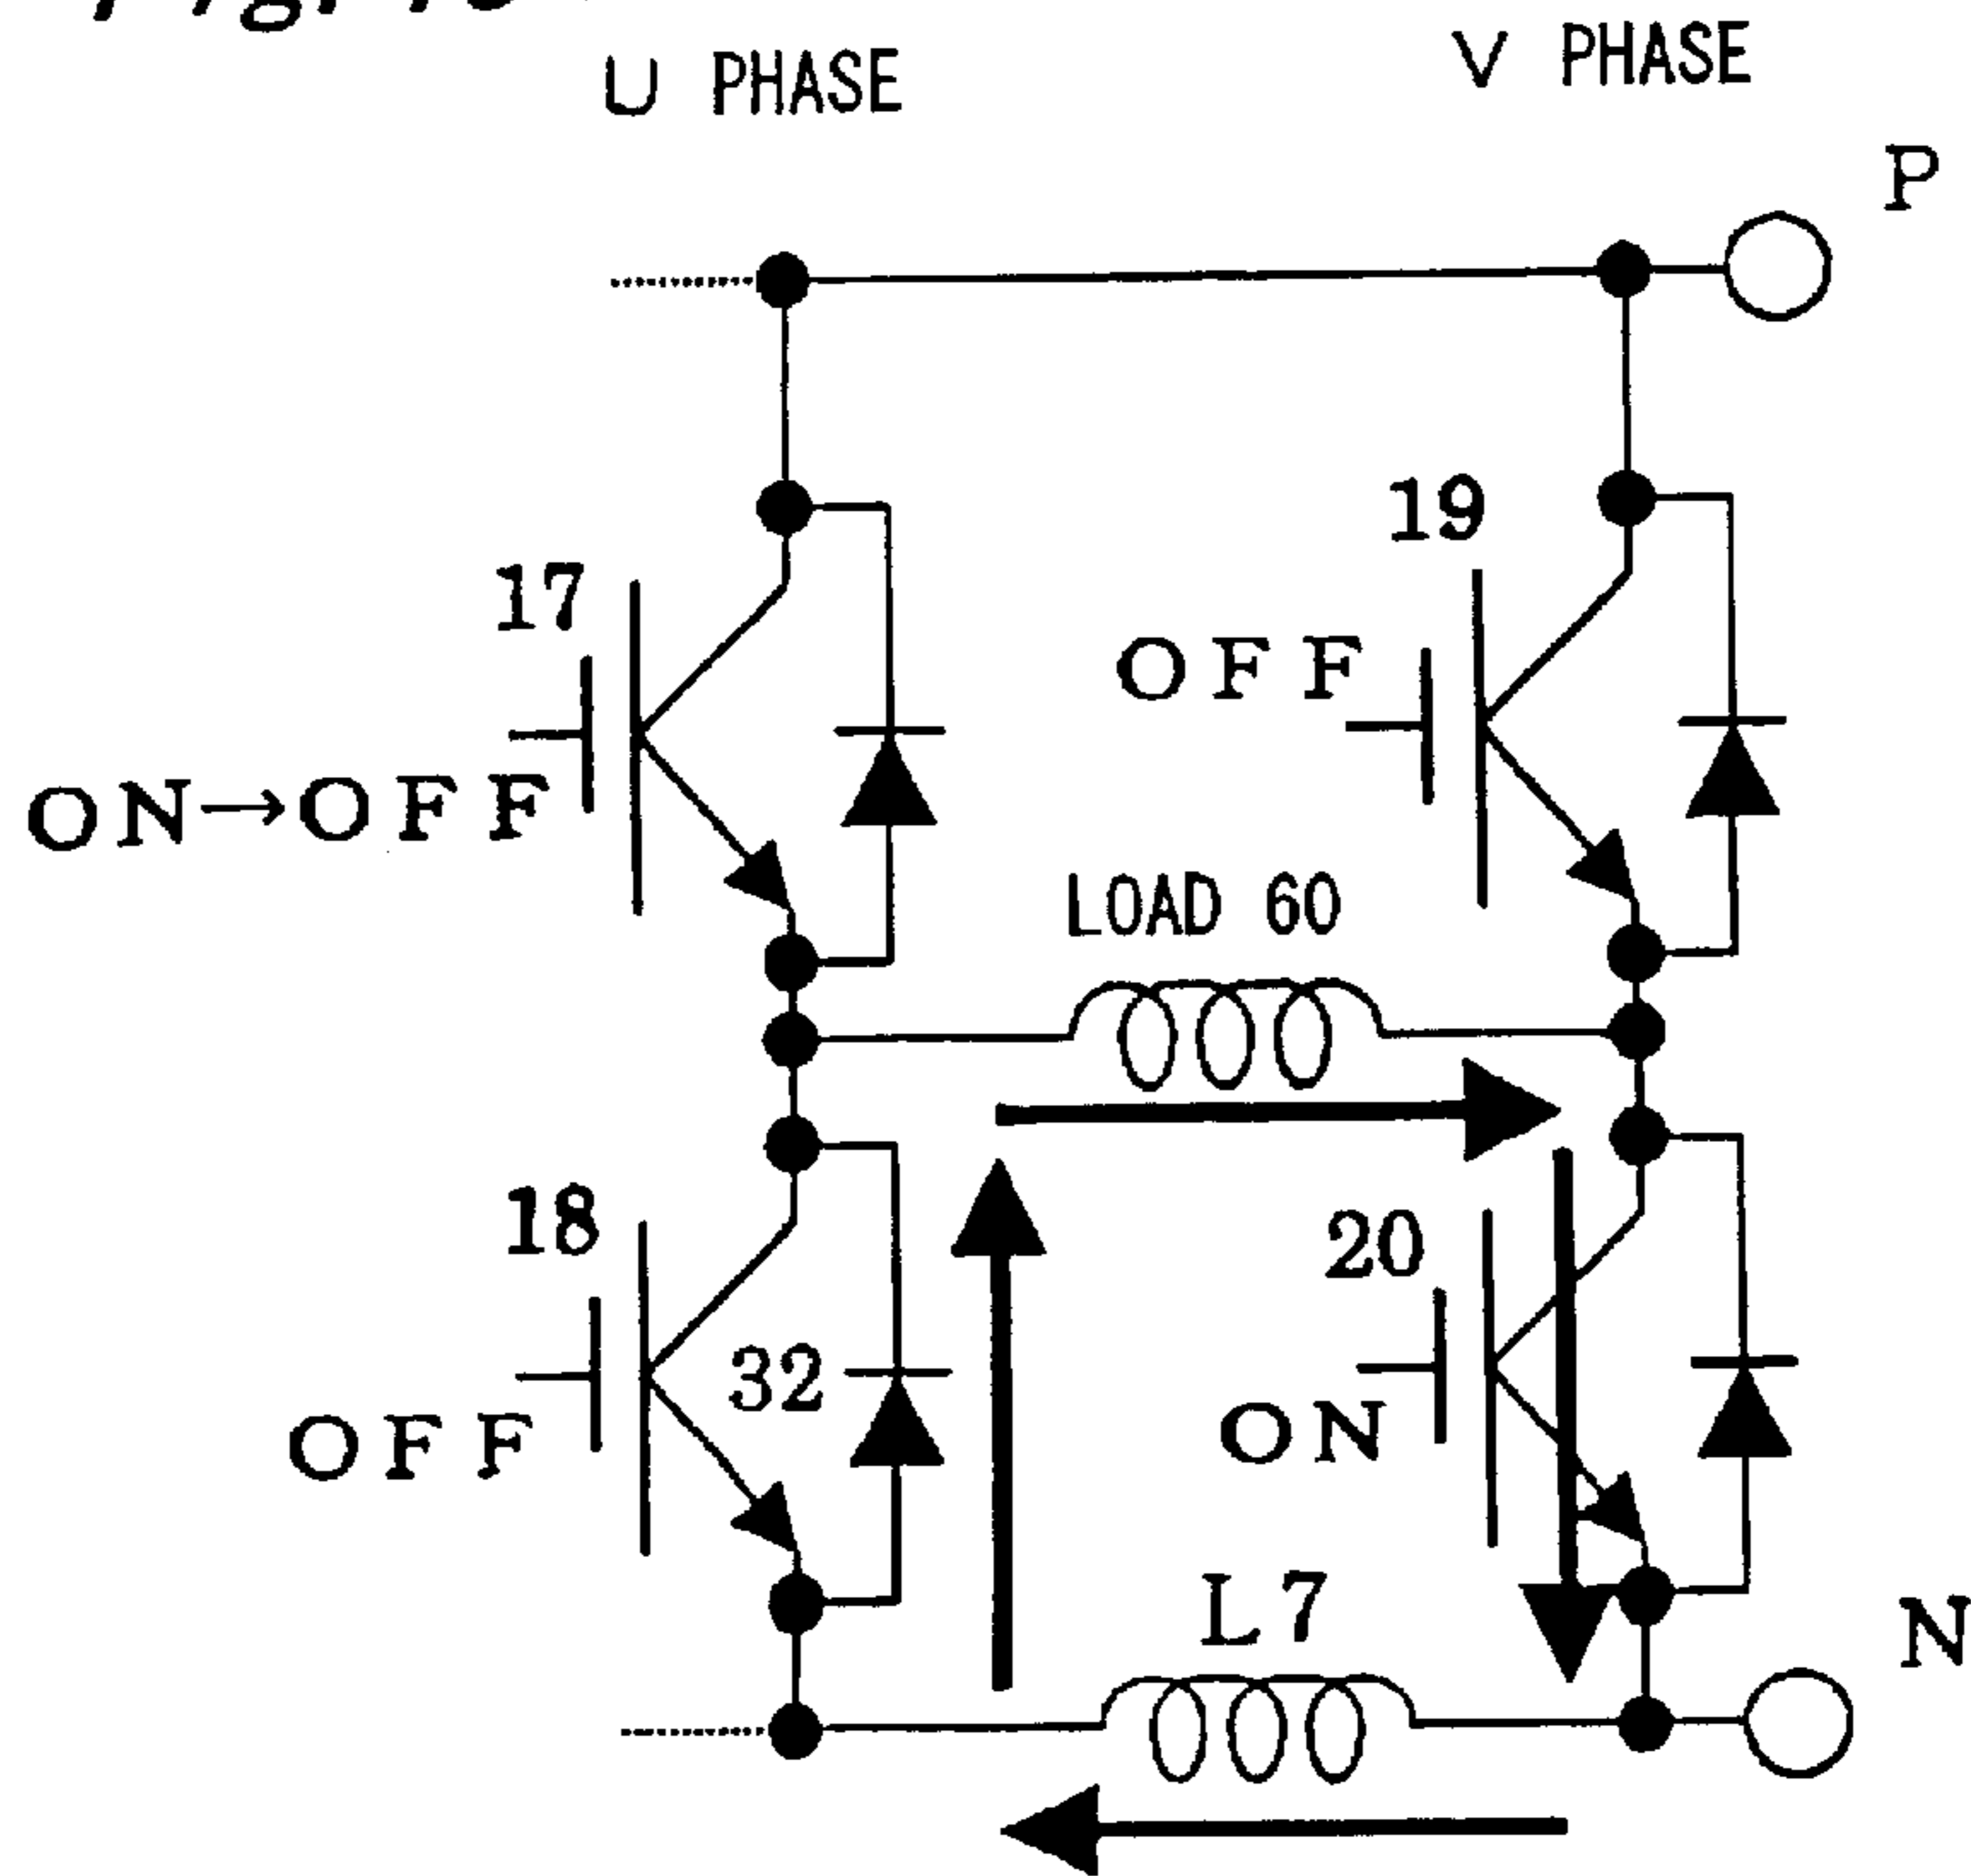 U PHASE
V PHASE
P
17
19
OFF
ON→OFF
LOAD 60
18
20
32
ON
OFF
L7
N